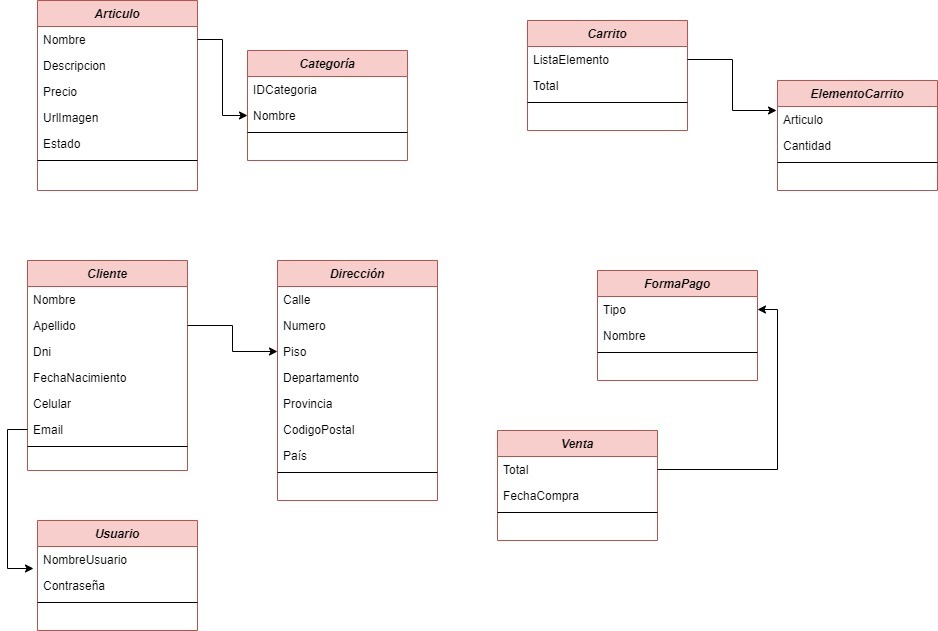 Articulo
Nombre
Descripcion
Precio
UrlImagen
Estado
Categoría
IDCategoria
Nombre
Carrito
ListaElemento
Total
ElementoCarrito
Articulo
Cantidad
Cliente
Nombre
Apellido
Dni
FechaNacimiento
Celular
Email
Dirección
Calle
Numero
Piso
Departamento
Provincia
CodigoPostal
País
FormaPago
Tipo
Nombre
Venta
Total
FechaCompra
Usuario
NombreUsuario
Contraseña